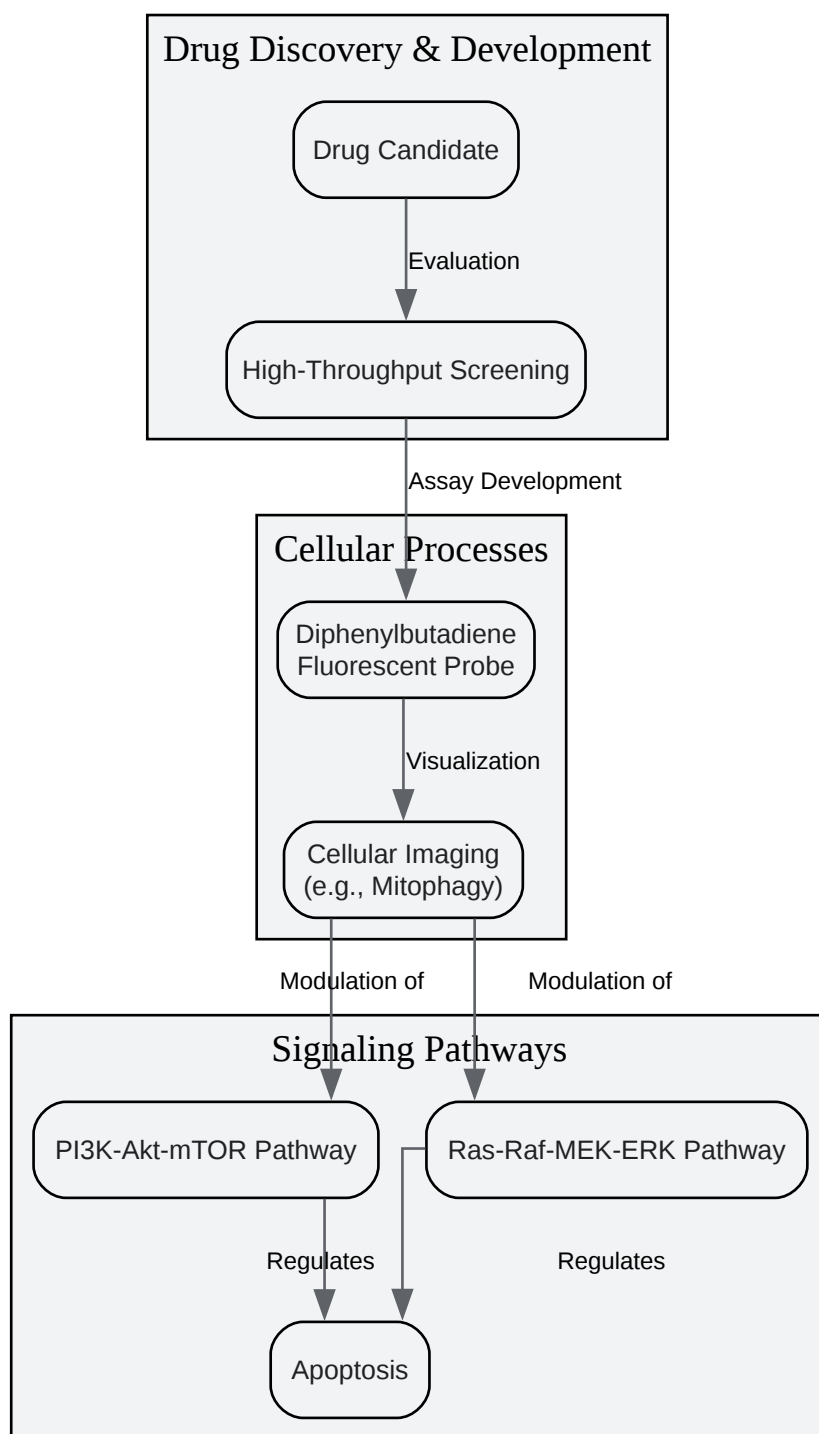 Drug Discovery & Development
Drug Candidate
Evaluation
High-Throughput Screening
Assay Development
Cellular Processes
Diphenylbutadiene
Fluorescent Probe
Visualization
Cellular Imaging
(e.g., Mitophagy)
Modulation of
Modulation of
Signaling Pathways
PI3K-Akt-mTOR Pathway
Ras-Raf-MEK-ERK Pathway
Regulates
Regulates
Apoptosis